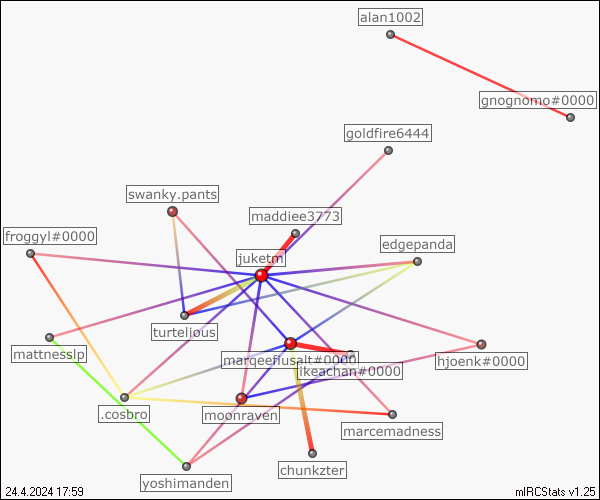 alan1002
gnognomo#0000
goldfire6444
swanky.pants
maddiee3773
froggyl#0000
edgepanda
juketm
turtelious
mattnesslp
marqeefiusalt#0000
likeachan#0000
hjoenk#0000
.cosbro
moonraven
marcemadness
chunkzter
yoshimanden
24.4.2024 17:59
mIRCStats v1.25